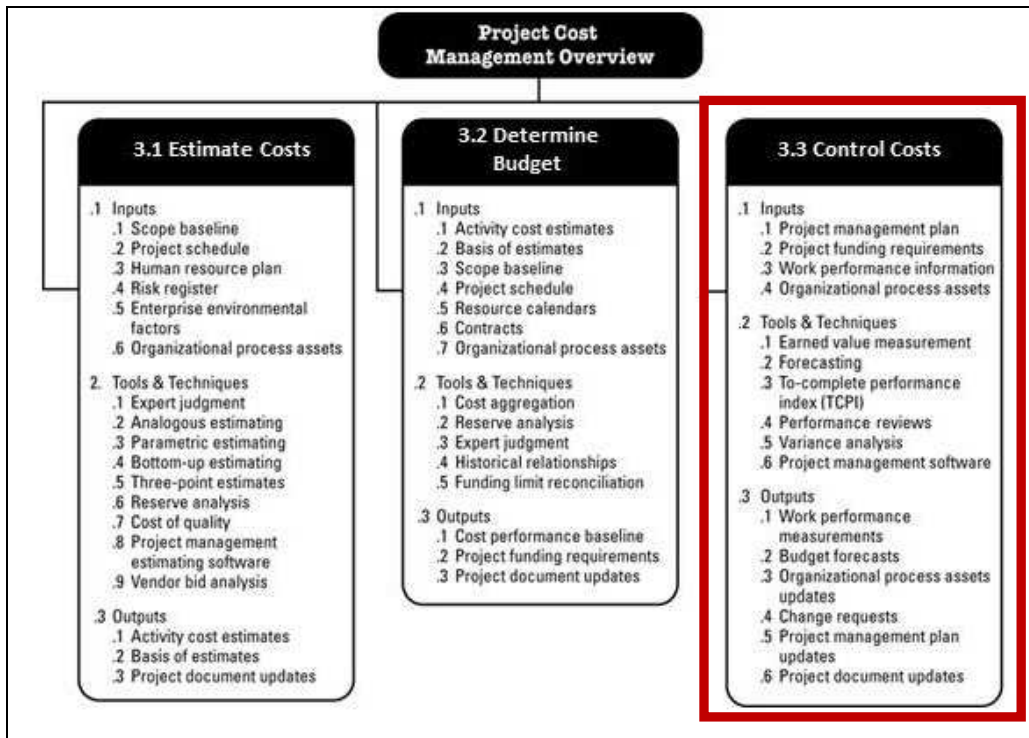 Project Cost
Management Overview
3.1 Estimate Costs
.1 Inputs
.1 Scope baseline
.2 Project schedule
.3 Human resource plan
.4 Risk register
.5 Enterprise environmental
factors
.6 Organizational process assets
2. Tools & Techniques
.1 Expert judgment
.2 Analogous estimating
.3 Parametric estimating
.4 Bottom-up estimating
.5 Three-point estimates
.6 Reserve analysis
.7 Cost of quality
.8 Project management
estimating software
.9 Vendor bid analysis
.3 Outputs
.1 Activity cost estimates
.2 Basis of estimates
.3 Project document updates
3.2 Determine
Budget
.1 Inputs
.1 Activity cost estimates
.2 Basis of estimates
.3 Scope baseline
.4 Project schedule
.5 Resource calendars
.6 Contracts
.7 Organizational process assets
.2 Tools & Techniques
.1 Cost aggregation
.2 Reserve analysis
.3 Expert judgment
.4 Historical relationships
.5 Funding limit reconciliation
.3 Outputs
.1 Cost performance baseline
.2 Project funding requirements
.3 Project document updates
3.3 Control Costs
.1 Inputs
.1 Project management plan
.2 Project funding requirements
.3 Work performance information
.4 Organizational process assets
.2 Tools & Techniques
.1 Earned value measurement
.2 Forecasting
.3 To-complete performance
index (TCPI)
.4 Performance reviews
.5 Variance analysis
.6 Project management software
.3 Outputs
.1 Work performance
measurements
.2 Budget forecasts
.3 Organizational process assets
updates
.4 Change requests
.5 Project management plan
updates
.6 Project document updates